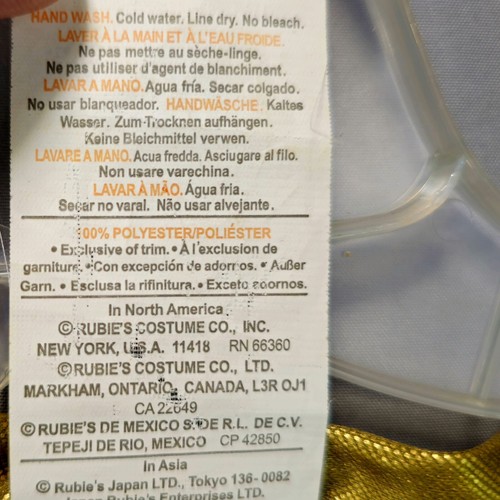 HAND WASH. Cold water. Line dry. No bleach.
LAVER À LA MAIN ET À L'EAU FROIDE.
Ne pas mettre au sèche-linge.
Ne pas utiliser d'agent de blanchiment.
LAVAR A MANO. Agua fría. Secar colgado.
No usar blanqueador. HANDWÄSCHE. Kaltes
Wasser. Zum Trocknen aufhängen.
Keine Bleichmittel verwen.
LAVARE A MANO. Acua fredda. Asciugare al filo.
Non usare varechina.
LAVAR À MÃO. Água fria.
Secar no varal. Não usar alvejante.
100% POLYESTER/POLIÉSTER
• Exclusive of trim. • À l'exclusion de
garniture. • Con excepción de adornos. • Außer
Garn. • Esclusa la rifinitura. • Exceto adornos.
In North America
© RUBIE'S COSTUME CO., INC.
NEW YORK, U.S.A. 11418 RN 66360
© RUBIE'S COSTUME CO., LTD.
MARKHAM, ONTARIO, CANADA, L3R OJ1
CA 22649
© RUBIE'S DE MEXICO S. DE R.L. DE C.V.
TEPEJI DE RIO, MEXICO CP 42850
In Asia
© Rubie's Japan LTD., Tokyo 136-0082
Japan Rubie's Enterprises LTD.